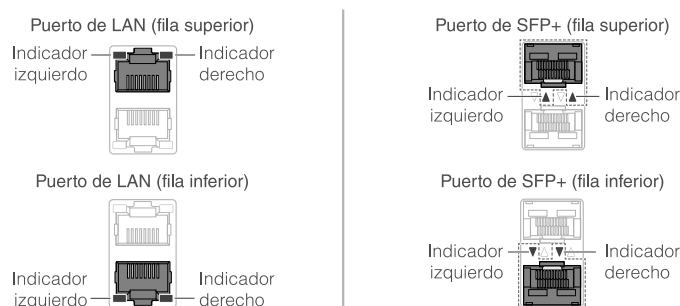 Puerto de LAN (fila superior)
Indicador izquierdo
Indicador derecho
Puerto de LAN (fila inferior)
Indicador izquierdo
Indicador derecho
Puerto de SFP+ (fila superior)
Indicador izquierdo
Indicador derecho
Puerto de SFP+ (fila inferior)
Indicador izquierdo
Indicador derecho